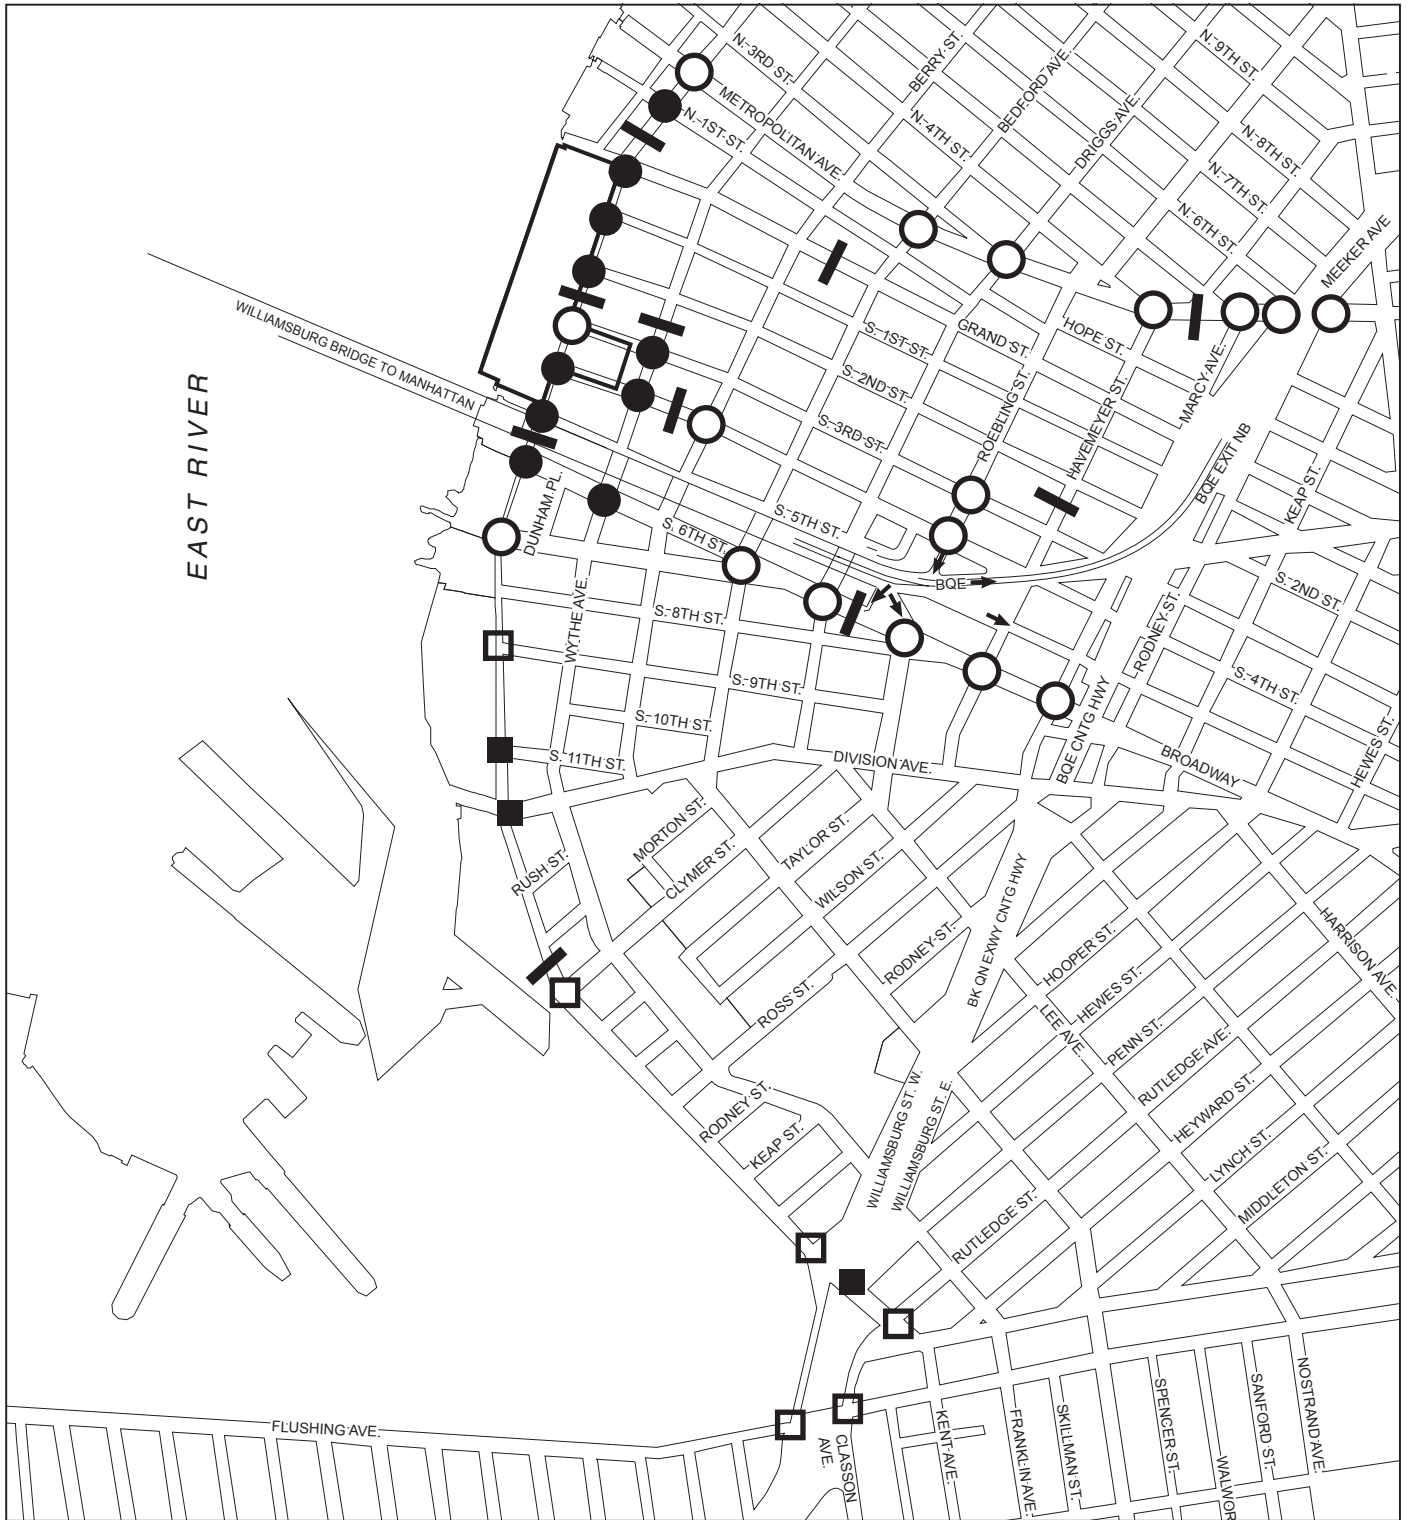 N. 3RD ST.
METROPOLITAN AVE.
N. 1ST ST.
BERRY ST.
BEDFORD AVE.
N. 4TH ST.
DRIGGS AVE.
N. 9TH ST.
N. 8TH ST.
N. 7TH ST.
N. 6TH ST.
MEEKER AVE
WILLIAMSBURG BRIDGE TO MANHATTAN
EAST RIVER
S. 1ST ST.
GRAND ST.
HOPE ST.
S. 2ND ST.
S. 3RD ST.
ROEBLING ST.
HAVEMEYER ST.
MARCY AVE.
BQE EXIT NB
KEAP ST.
DUNHAM PL.
S. 5TH ST.
S. 6TH ST.
BQE
S. 2ND ST.
WYTHE AVE.
S. 8TH ST.
RODNEY ST.
S. 9TH ST.
S. 4TH ST.
S. 10TH ST.
BQE CNTG HWY
S. 11TH ST.
DIVISION AVE.
BROADWAY
HEWES ST.
MORTON ST.
TAYLOR ST.
RUSH ST.
CLYMER ST.
WILSON ST.
BK QN EXWY CNTG HWY
RODNEY ST.
HOOPER ST.
HARRISON AVE.
ROSS ST.
HEWES ST.
LEE AVE.
PENN ST.
RUTLEDGE AVE.
RODNEY ST.
WILLIAMSBURG ST. W.
WILLIAMSBURG ST. E.
HEYWARD ST.
KEAP ST.
LYNCH ST.
MIDDLETON ST.
RUTLEDGE ST.
FLUSHING AVE.
CLASSON
AVE.
KENT AVE.
FRANKLIN AVE.
SKILLMAN ST.
SPENCER ST.
WALWOR
SANFORD ST.
NOSTRAND AVE.